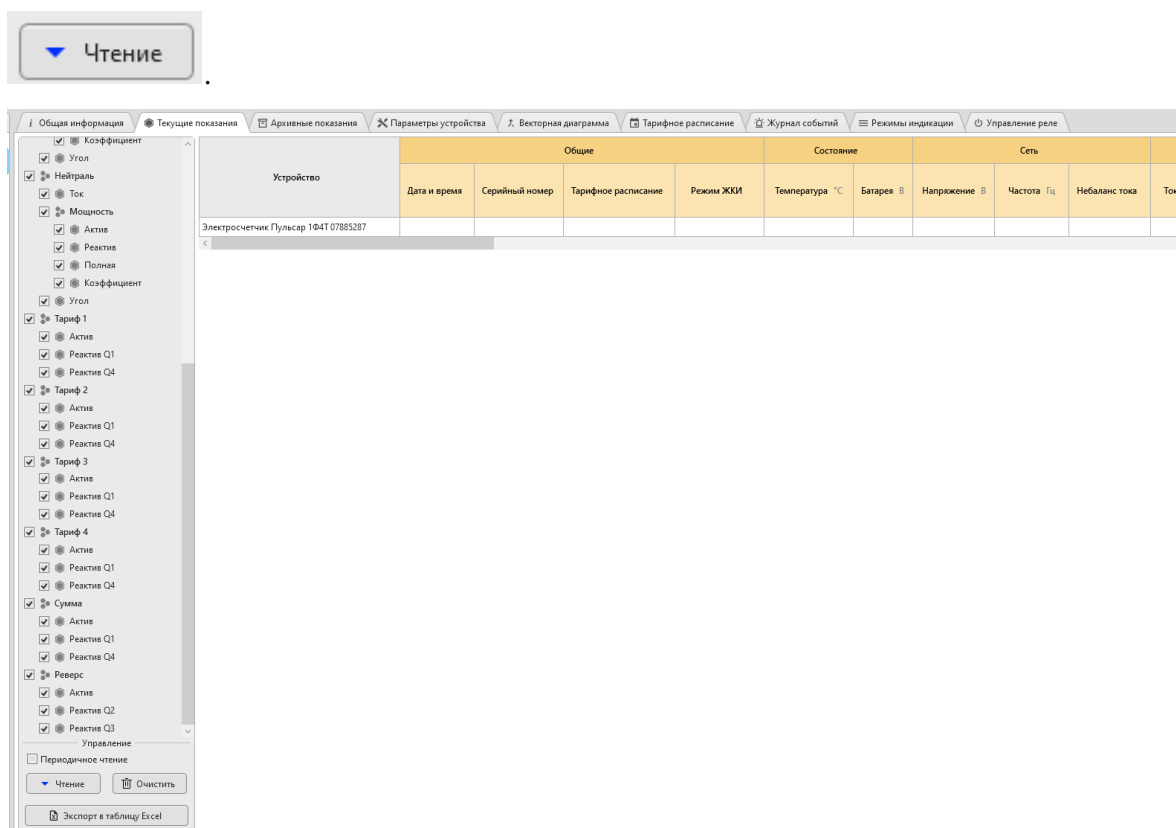 Чтение
.
Общая информация Текущие показания Архивные показания Параметры устройства Векторная диаграмма Тарифное расписание Журнал событий Режимы индикации Управление реле
Коэффициент
Угол
Нейтраль
Ток
Мощность
Актив
Реактив
Полная
Коэффициент
Угол
Тариф 1
Актив
Реактив Q1
Реактив Q4
Тариф 2
Актив
Реактив Q1
Реактив Q4
Тариф 3
Актив
Реактив Q1
Реактив Q4
Тариф 4
Актив
Реактив Q1
Реактив Q4
Сумма
Актив
Реактив Q1
Реактив Q4
Реверс
Актив
Реактив Q2
Реактив Q3
Управление
Периодичное чтение
Чтение Очистить
Экспорт в таблицу Excel
Общие Состояние Сеть
Устройство Дата и время Серийный номер Тарифное расписание Режим ЖКИ Температура °C Батарея В Напряжение В Частота Гц Небаланс тока Ток
Электросчетчик Пульсар 1Ф4Т 07885287